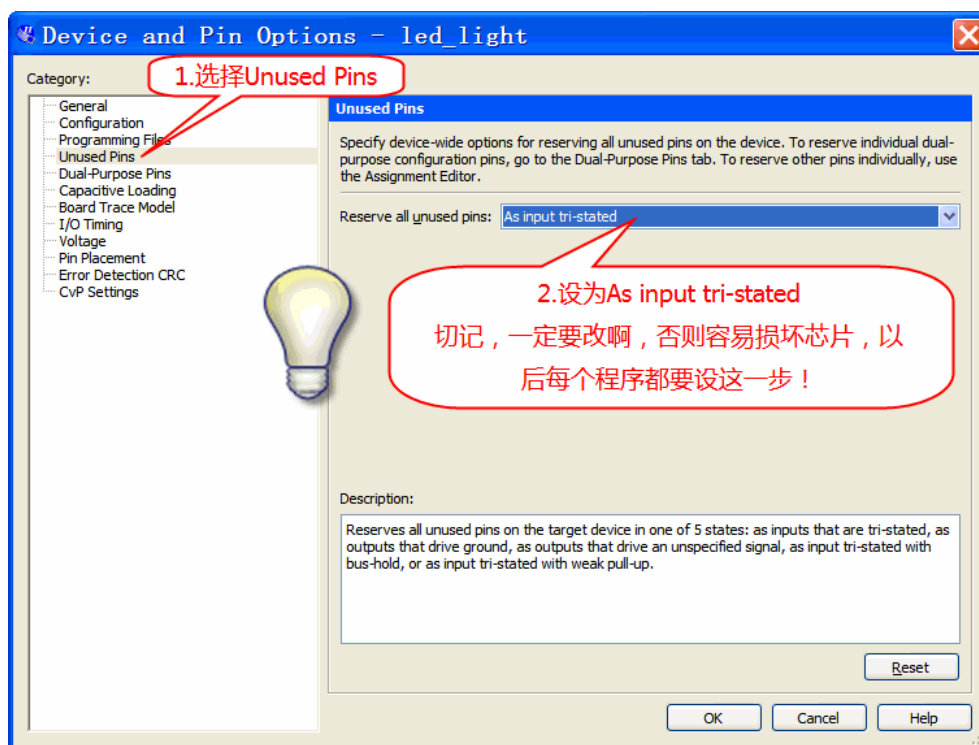 Device and Pin Options - led_light
Category:
1.选择Unused Pins
General
Configuration
Programming Files
Unused Pins
Dual-Purpose Pins
Capacitive Loading
Board Trace Model
I/O Timing
Voltage
Pin Placement
Error Detection CRC
CvP Settings
Unused Pins
Specify device-wide options for reserving all unused pins on the device. To reserve individual dual-
purpose configuration pins, go to the Dual-Purpose Pins tab. To reserve other pins individually, use
the Assignment Editor.
Reserve all unused pins: As input tri-stated
2.设为As input tri-stated
切记，一定要改啊，否则容易损坏芯片，以
后每个程序都要设这一步！
Description:
Reserves all unused pins on the target device in one of 5 states: as inputs that are tri-stated, as
outputs that drive ground, as outputs that drive an unspecified signal, as input tri-stated with
bus-hold, or as input tri-stated with weak pull-up.
Reset
OK Cancel Help